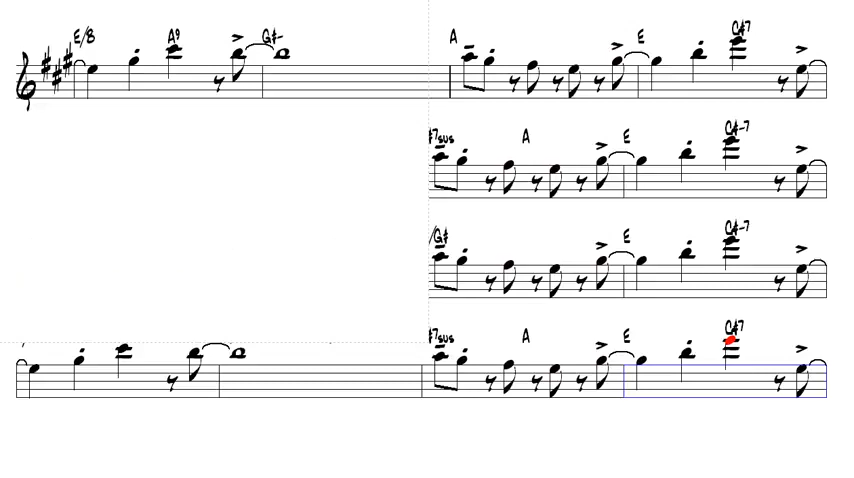 E/B A9 G#- A E C#7
#7sus A E C#-7
/G# E C#-7
#7sus A E C#7